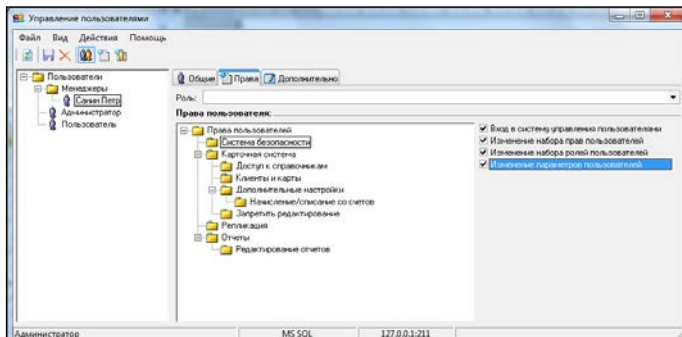 Управление пользователями
Файл Вид Действия Помощь
Пользователи
Менеджеры
Санин Петр
Администратор
Пользователь
Общие Права Дополнительно
Роль:
Права пользователя:
Права пользователей
Система безопасности
Карточная система
Доступ к справочникам
Клиенты и карты
Дополнительные настройки
Начисление/списание со счетов
Запретить редактирование
Репликация
Отчеты
Редактирование отчетов
Вход в систему управления пользователями
Изменение набора прав пользователей
Изменение набора ролей пользователей
Изменение параметров пользователей
Администратор MS SQL 127.0.0.1:211